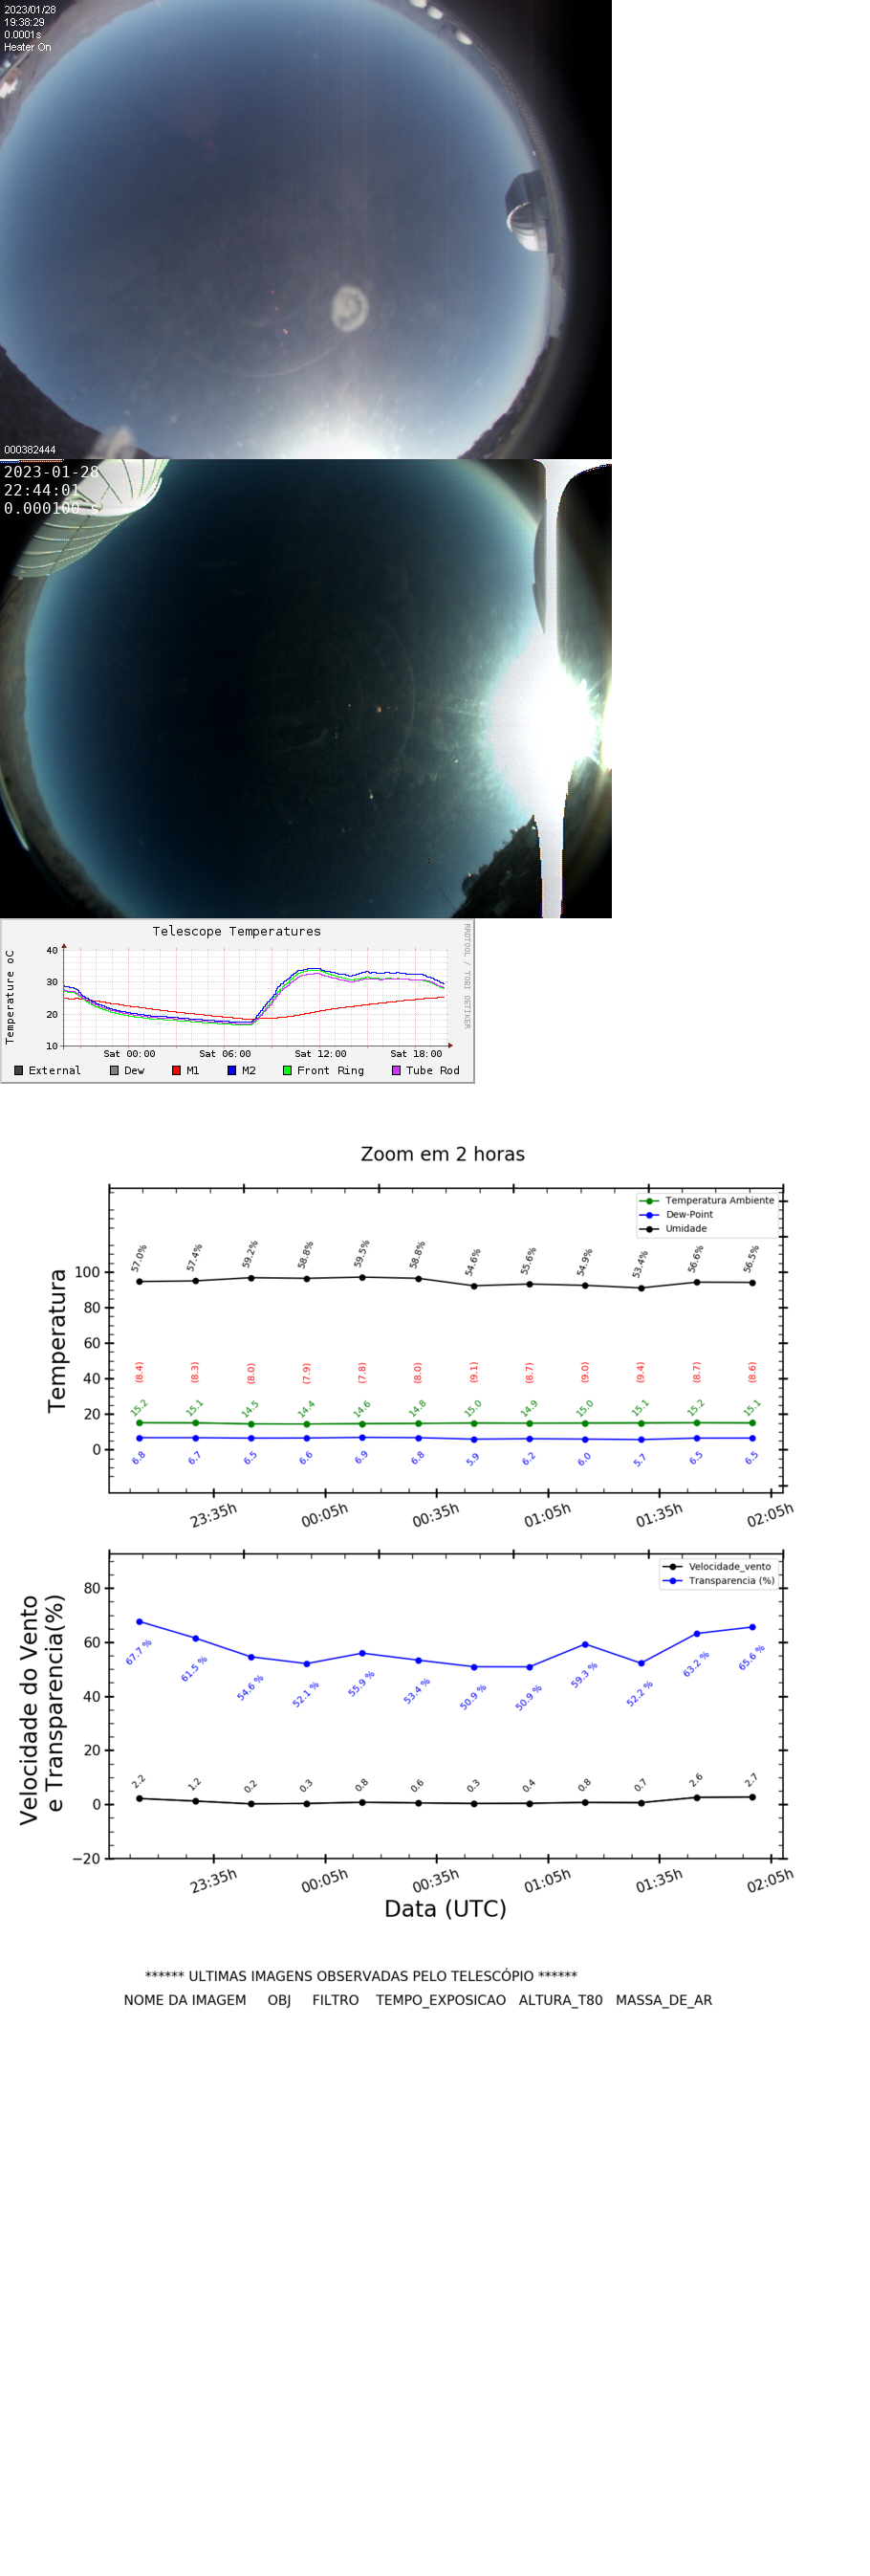 2023/01/28
19:38:29
0.0001s
Heater On
000382444
2023-01-28
22:44:01
0.000100 s
Telescope Temperatures
RRDTOOL / TOBI OETIKER
Temperature oC
40
30
20
10
Sat 00:00 Sat 06:00 Sat 12:00 Sat 18:00
External Dew M1 M2 Front Ring Tube Rod
Zoom em 2 horas
Temperatura Ambiente
Dew-Point
Umidade
57.0% 57.4% 59.2% 58.8% 59.5% 58.8% 54.6% 55.6% 54.9% 53.4% 56.6% 56.5%
Temperatura
100
80
60
40
20
0
(8.4) (8.3) (8.0) (7.9) (7.8) (8.0) (9.1) (8.7) (9.0) (9.4) (8.7) (8.6)
15.2 15.1 14.5 14.4 14.6 14.8 15.0 14.9 15.0 15.1 15.2 15.1
6.8 6.7 6.5 6.6 6.9 6.8 5.9 6.2 6.0 5.7 6.5 6.5
23:35h 00:05h 00:35h 01:05h 01:35h 02:05h
Velocidade_vento
Transparencia (%)
Velocidade do Vento
e Transparencia(%)
80
60
40
20
0
−20
67.7 % 61.5 % 54.6 % 52.1 % 55.9 % 53.4 % 50.9 % 50.9 % 59.3 % 52.2 % 63.2 % 65.6 %
2.2 1.2 0.2 0.3 0.8 0.6 0.3 0.4 0.8 0.7 2.6 2.7
23:35h 00:05h 00:35h 01:05h 01:35h 02:05h
Data (UTC)
****** ULTIMAS IMAGENS OBSERVADAS PELO TELESCÓPIO ******
NOME DA IMAGEM OBJ FILTRO TEMPO_EXPOSICAO ALTURA_T80 MASSA_DE_AR